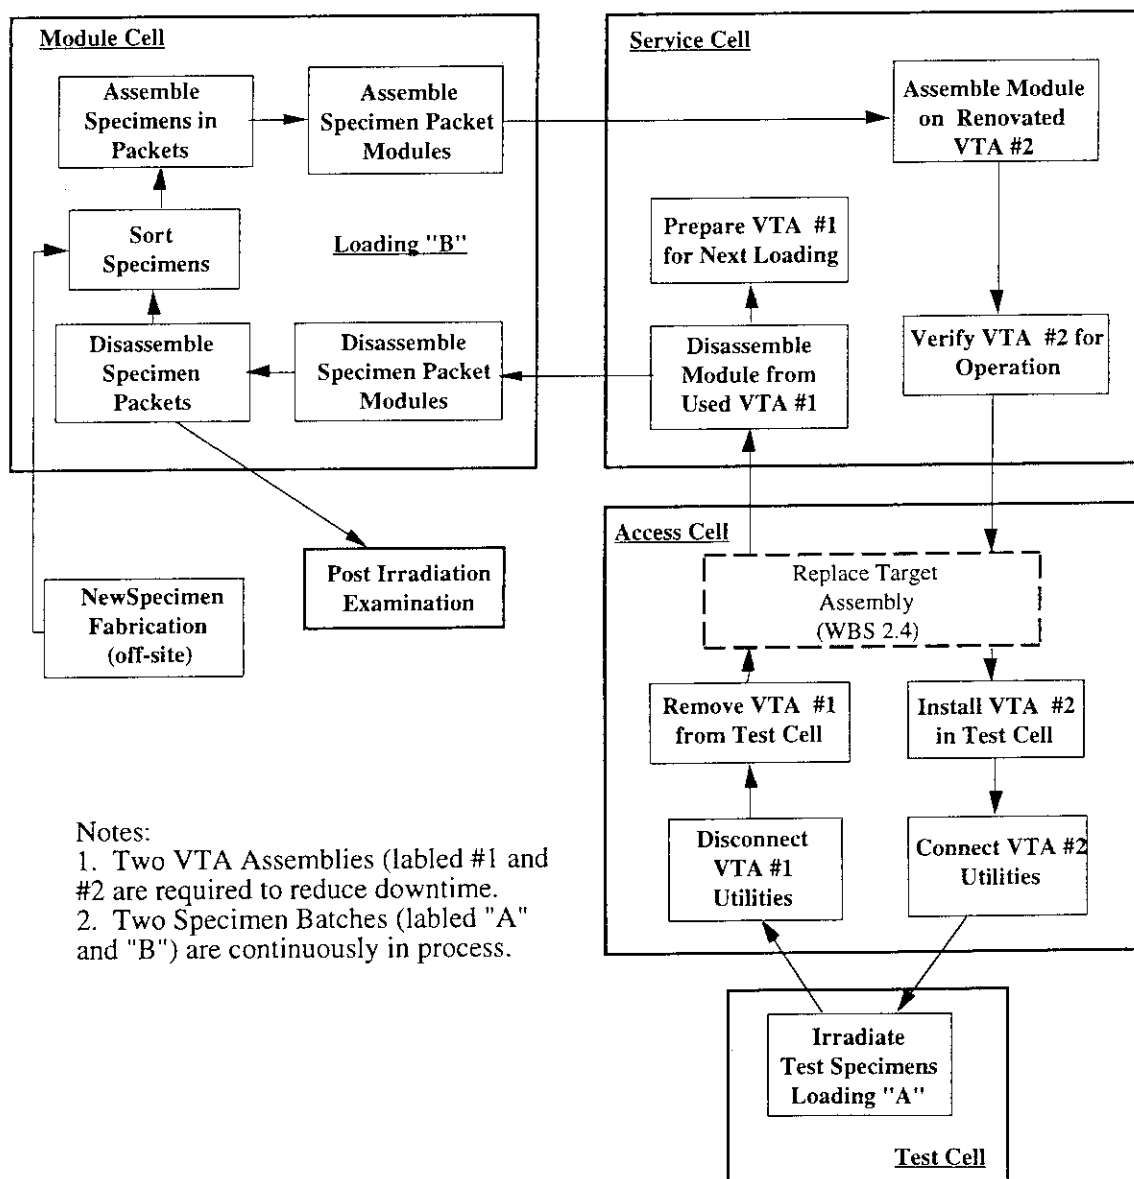 Module Cell
Assemble
Specimens in
Packets
Assemble
Specimen Packet
Modules
Sort
Specimens
Loading "B"
Disassemble
Specimen
Packets
Disassemble
Specimen Packet
Modules
NewSpecimen
Fabrication
(off-site)
Post Irradiation
Examination
Service Cell
Assemble Module
on Renovated
VTA #2
Prepare VTA #1
for Next Loading
Disassemble
Module from
Used VTA #1
Verify VTA #2 for
Operation
Access Cell
Replace Target
Assembly
(WBS 2.4)
Remove VTA #1
from Test Cell
Install VTA #2
in Test Cell
Disconnect
VTA #1
Utilities
Connect VTA #2
Utilities
Irradiate
Test Specimens
Loading "A"
Test Cell
Notes:
1. Two VTA Assemblies (labled #1 and
#2 are required to reduce downtime.
2. Two Specimen Batches (labled "A"
and "B") are continuously in process.